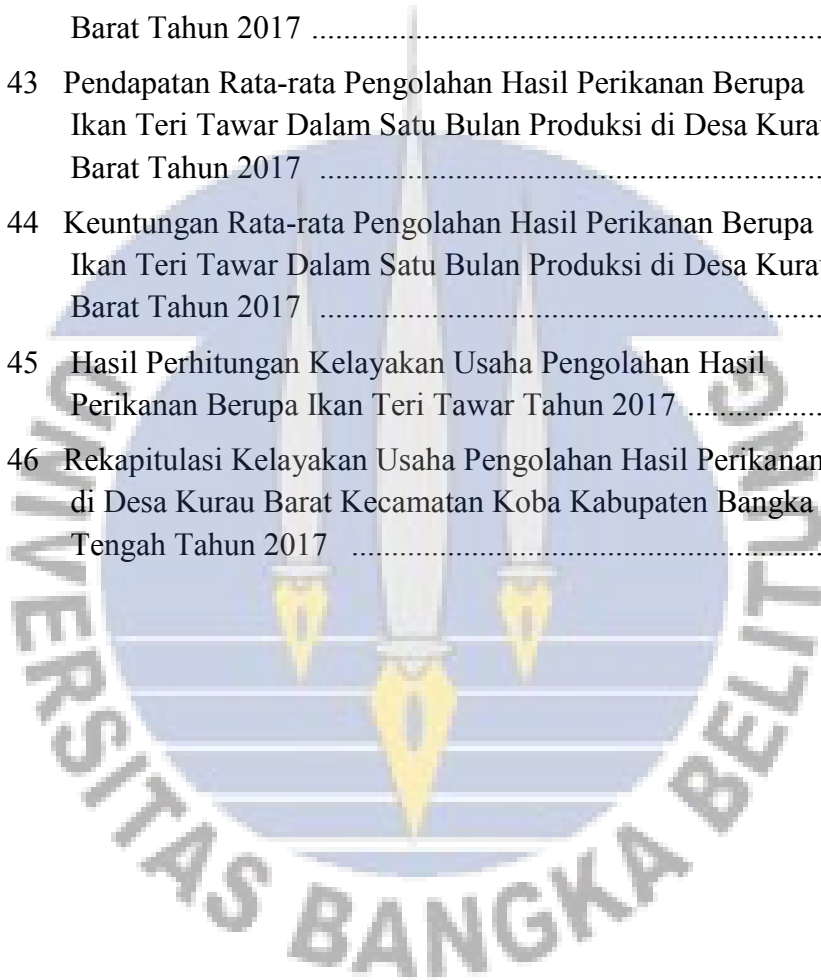 Barat Tahun 2017 ....................................................................
43 Pendapatan Rata-rata Pengolahan Hasil Perikanan Berupa
Ikan Teri Tawar Dalam Satu Bulan Produksi di Desa Kurau
Barat Tahun 2017 ....................................................................
44 Keuntungan Rata-rata Pengolahan Hasil Perikanan Berupa
Ikan Teri Tawar Dalam Satu Bulan Produksi di Desa Kurau
Barat Tahun 2017 ....................................................................
45 Hasil Perhitungan Kelayakan Usaha Pengolahan Hasil
Perikanan Berupa Ikan Teri Tawar Tahun 2017 ..................
46 Rekapitulasi Kelayakan Usaha Pengolahan Hasil Perikanan
di Desa Kurau Barat Kecamatan Koba Kabupaten Bangka
Tengah Tahun 2017 ................................................................
UNIVERSITAS BANGKA BELITUNG